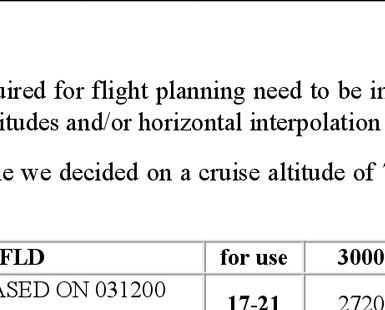 uired for flight planning need to be in
itudes and/or horizontal interpolation
e we decided on a cruise altitude of
FLD for use 3000
ASED ON 031200
17-21 2720